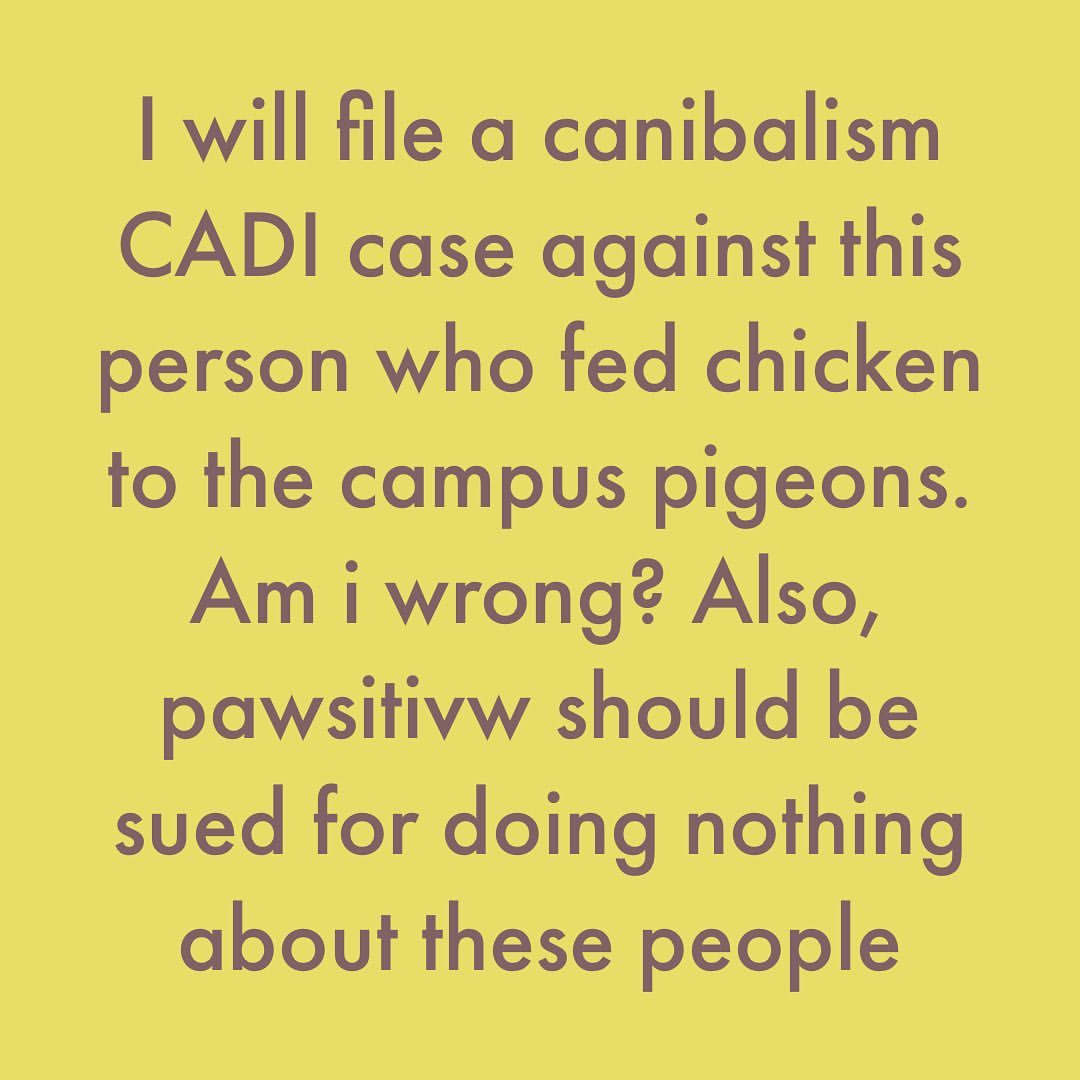 I will file a canibalism
CADI case against this
person who fed chicken
to the campus pigeons.
Am i wrong? Also,
pawsitivw should be
sued for doing nothing
about these people